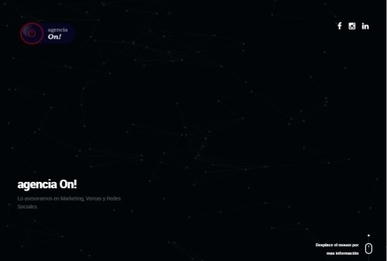 agencia
On!
agencia On!
Lo asesoramos en Marketing, Ventas y Redes
Sociales.
Desplace el mouse por
mas información